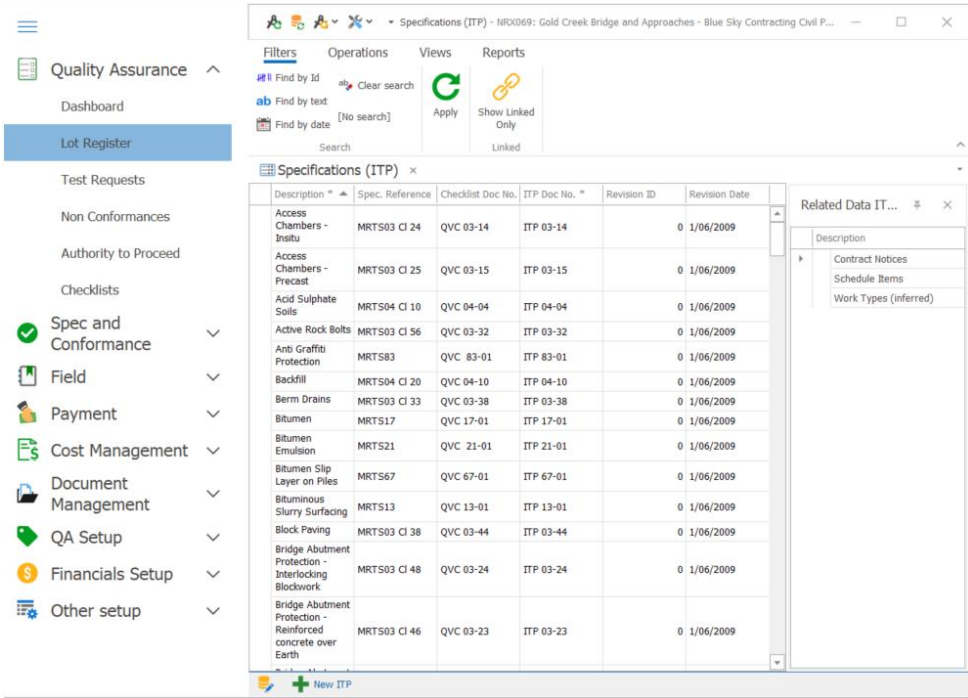 Specifications (ITP) - NRX069: Gold Creek Bridge and Approaches - Blue Sky Contracting Civil P...
Quality Assurance
Dashboard
Lot Register
Test Requests
Non Conformances
Authority to Proceed
Checklists
Spec and
Conformance
Field
Payment
Cost Management
Document
Management
QA Setup
Financials Setup
Other setup
Filters Operations Views Reports
Find by Id
ab Find by text
Find by date
Clear search
[No search]
Search
Apply
Show Linked
Only
Linked
Specifications (ITP)
Description * Spec. Reference Checklist Doc No. ITP Doc No. * Revision ID Revision Date
Access
Chambers -
Insitu
MRTS03 Cl 24 QVC 03-14 ITP 03-14 0 1/06/2009
Access
Chambers -
Precast
MRTS03 Cl 25 QVC 03-15 ITP 03-15 0 1/06/2009
Acid Sulphate
Soils
MRTS04 Cl 10 QVC 04-04 ITP 04-04 0 1/06/2009
Active Rock Bolts MRTS03 Cl 56 QVC 03-32 ITP 03-32 0 1/06/2009
Anti Graffiti
Protection
MRTS83 QVC 83-01 ITP 83-01 0 1/06/2009
Backfill MRTS04 Cl 20 QVC 04-10 ITP 04-10 0 1/06/2009
Berm Drains MRTS03 Cl 33 QVC 03-38 ITP 03-38 0 1/06/2009
Bitumen MRTS17 QVC 17-01 ITP 17-01 0 1/06/2009
Bitumen
Emulsion
MRTS21 QVC 21-01 ITP 21-01 0 1/06/2009
Bitumen Slip
Layer on Piles
MRTS67 QVC 67-01 ITP 67-01 0 1/06/2009
Bituminous
Slurry Surfacing
MRTS13 QVC 13-01 ITP 13-01 0 1/06/2009
Block Paving MRTS03 Cl 38 QVC 03-44 ITP 03-44 0 1/06/2009
Bridge Abutment
Protection -
Interlocking
Blockwork
MRTS03 Cl 48 QVC 03-24 ITP 03-24 0 1/06/2009
Bridge Abutment
Protection -
Reinforced
concrete over
Earth
MRTS03 Cl 46 QVC 03-23 ITP 03-23 0 1/06/2009
Related Data IT...
Description
Contract Notices
Schedule Items
Work Types (inferred)
New ITP